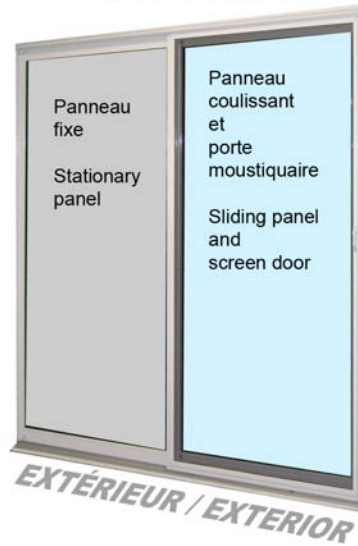 Panneau
fixe
Stationary
panel
Panneau
coulissant
et
porte
moustiquaire
Sliding panel
and
screen door
EXTÉRIEUR / EXTERIOR